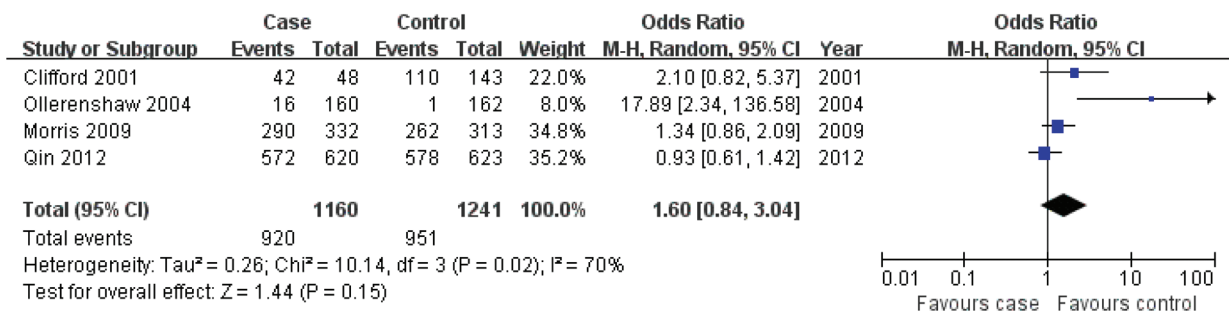 Case Control Odds Ratio Odds Ratio
Study or Subgroup Events Total Events Total Weight M-H, Random, 95% CI Year M-H, Random, 95% CI
Clifford 2001 42 48 110 143 22.0% 2.10 [0.82, 5.37] 2001
Ollerenshaw 2004 16 160 1 162 8.0% 17.89 [2.34, 136.58] 2004
Morris 2009 290 332 262 313 34.8% 1.34 [0.86, 2.09] 2009
Qin 2012 572 620 578 623 35.2% 0.93 [0.61, 1.42] 2012
Total (95% CI) 1160 1241 100.0% 1.60 [0.84, 3.04]
Total events 920 951
Heterogeneity: Tau² = 0.26; Chi² = 10.14, df = 3 (P = 0.02); I² = 70%
Test for overall effect: Z = 1.44 (P = 0.15)
0.01 0.1 1 10 100
Favours case Favours control